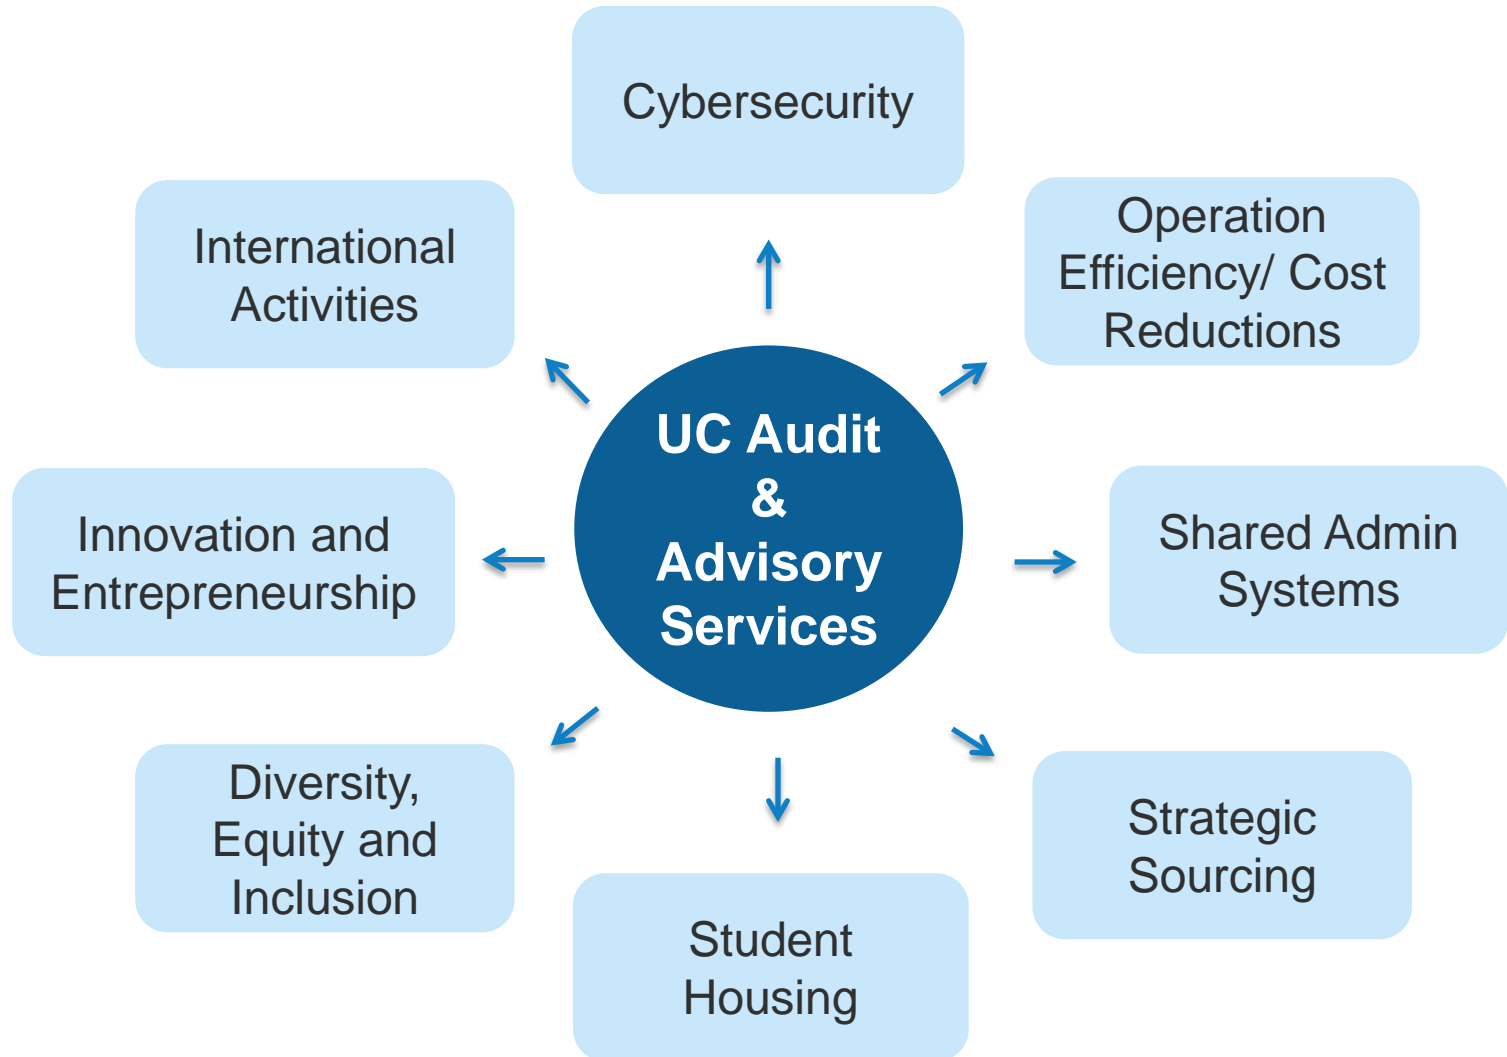 Cybersecurity
International
Activities
Operation
Efficiency/ Cost
Reductions
UC Audit
&
Advisory
Services
Innovation and
Entrepreneurship
Shared Admin
Systems
Diversity,
Equity and
Inclusion
Strategic
Sourcing
Student
Housing